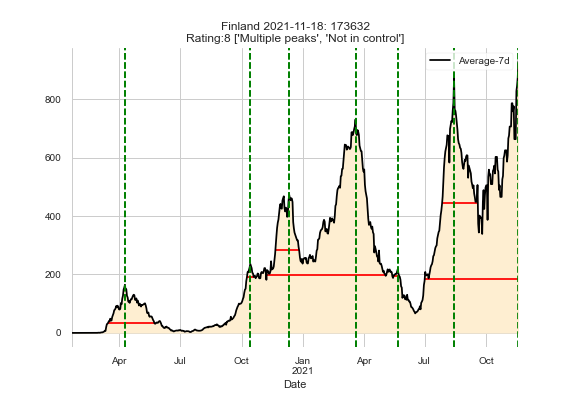 Finland 2021-11-18: 173632
Rating:8 ['Multiple peaks', 'Not in control']
Average-7d
800
600
400
200
0
Apr Jul Oct Jan Apr Jul Oct
2021
Date